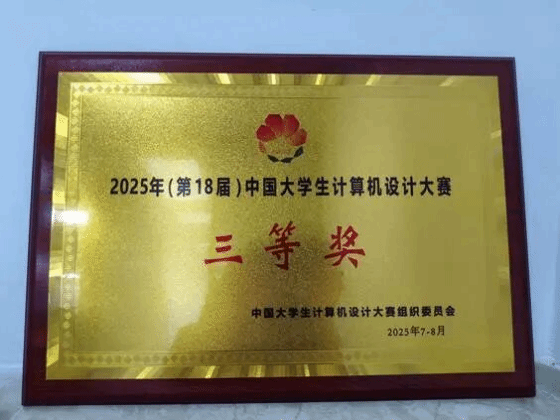 2025年(第18届)中国大学生计算机设计大赛
三等奖
中国大学生计算机设计大赛组织委员会
2025年7-8月